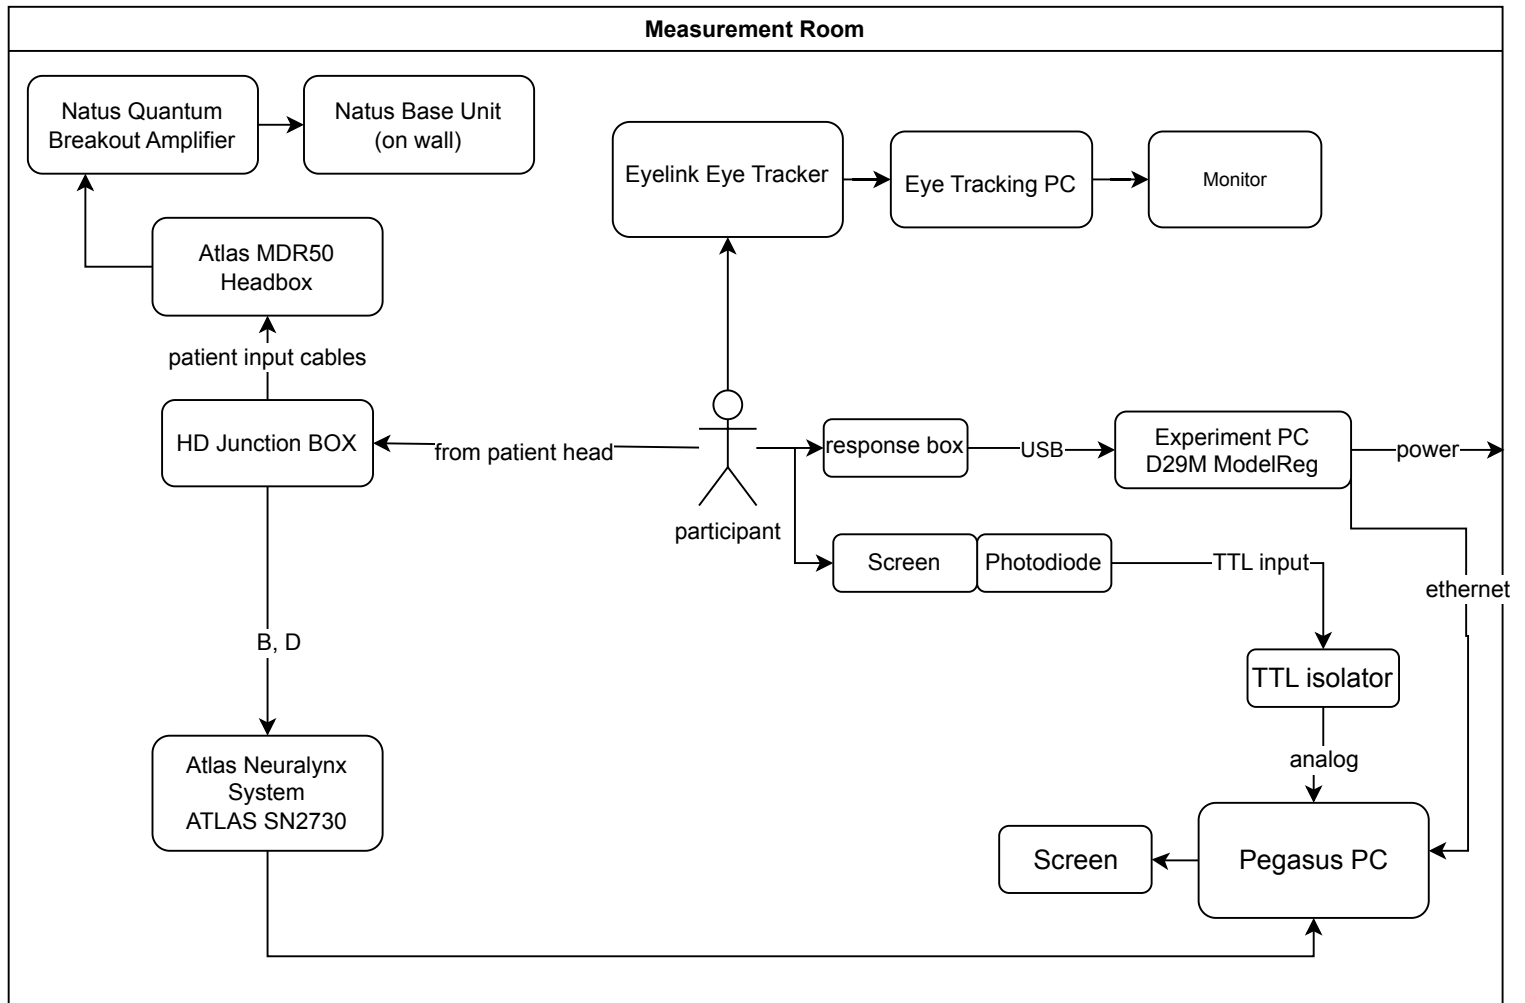 Measurement Room
Natus Quantum
Breakout Amplifier
Natus Base Unit
(on wall)
Eyelink Eye Tracker
Eye Tracking PC
Monitor
Atlas MDR50
Headbox
patient input cables
HD Junction BOX
from patient head
participant
response box
USB
Experiment PC
D29M ModelReg
power
Screen
Photodiode
TTL input
ethernet
B, D
TTL isolator
analog
Atlas Neuralynx
System
ATLAS SN2730
Screen
Pegasus PC